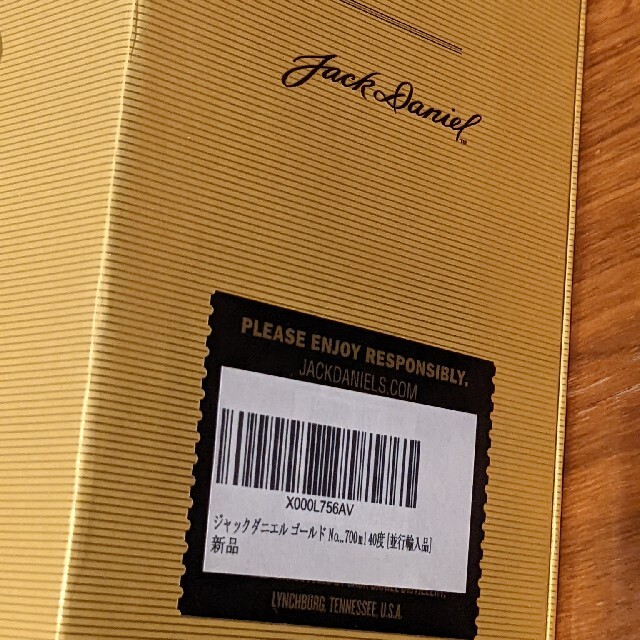 Jack Daniel™
PLEASE ENJOY RESPONSIBLY.
JACKDANIELS.COM
X000L756AV
ジャックダニエル ゴールド No...700ml 40度 [並行輸入品]
新品
LYNCHBURG, TENNESSEE, U.S.A.